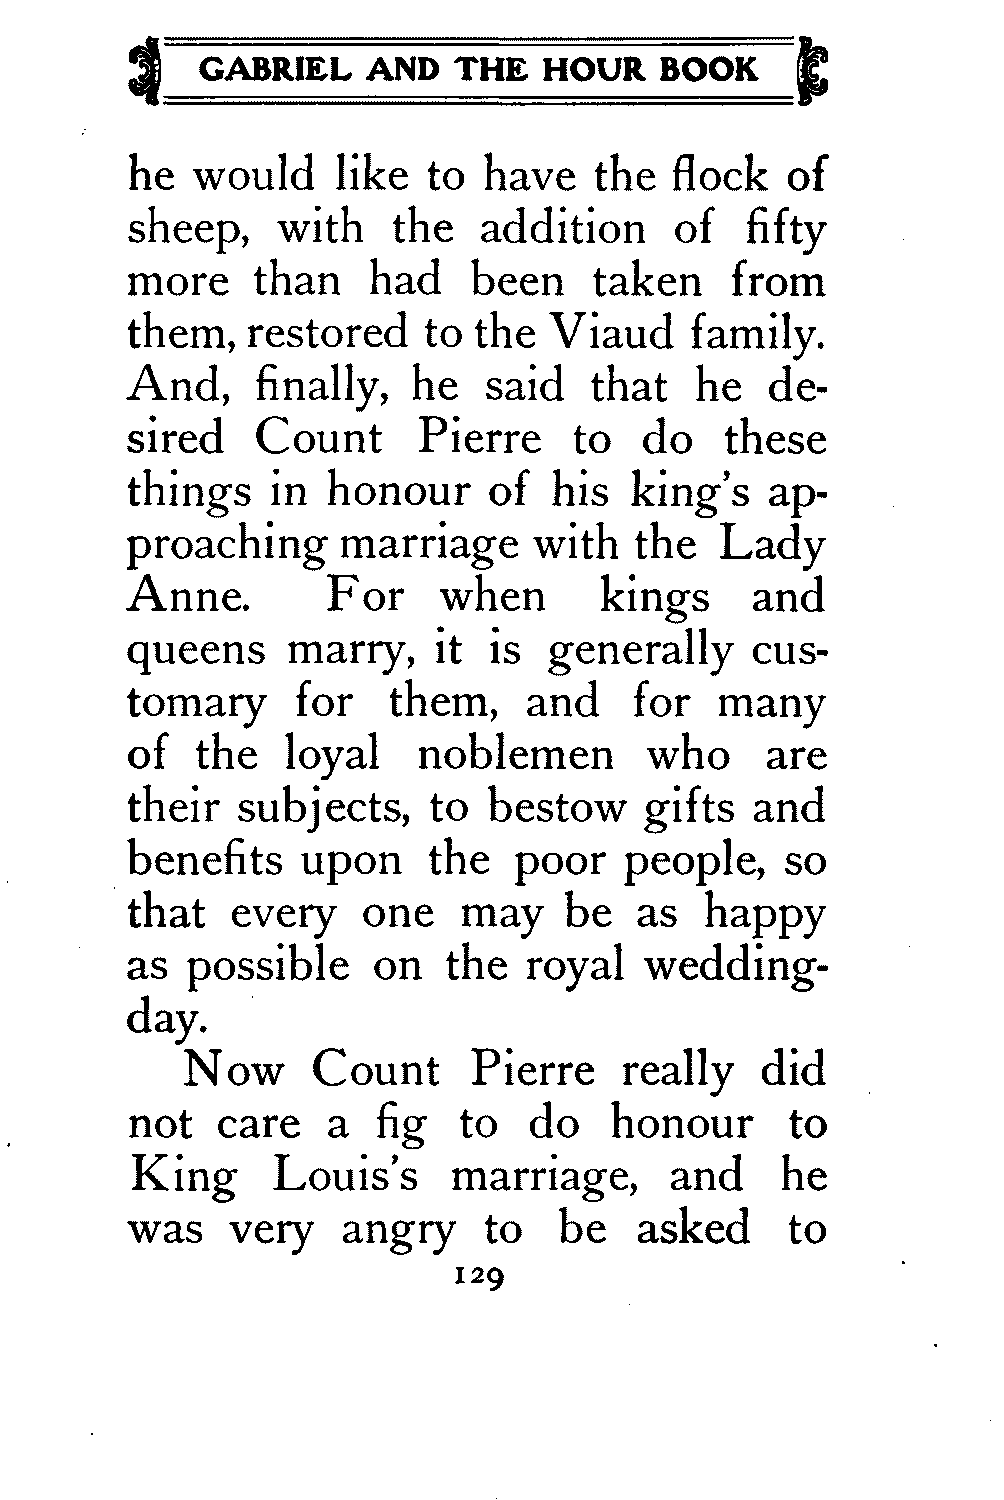 GABRIEL AND THE HOUR BOOK
he would like to have the flock of
sheep, with the addition of fifty
more than had been taken from
them, restored to the Viaud family.
And, finally, he said that he de-
sired Count Pierre to do these
things in honour of his king's ap-
proaching marriage with the Lady
Anne. For when kings and
queens marry, it is generally cus-
tomary for them, and for many
of the loyal noblemen who are
their subjects, to bestow gifts and
benefits upon the poor people, so
that every one may be as happy
as possible on the royal wedding-
day.
Now Count Pierre really did
not care a fig to do honour to
King Louis's marriage, and he
was very angry to be asked to
129